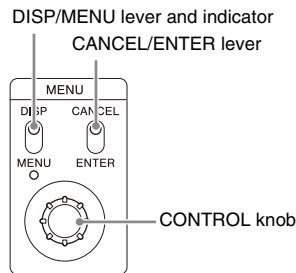 DISP/MENU lever and indicator
CANCEL/ENTER lever
MENU
DISP CANCEL
MENU ENTER
CONTROL knob